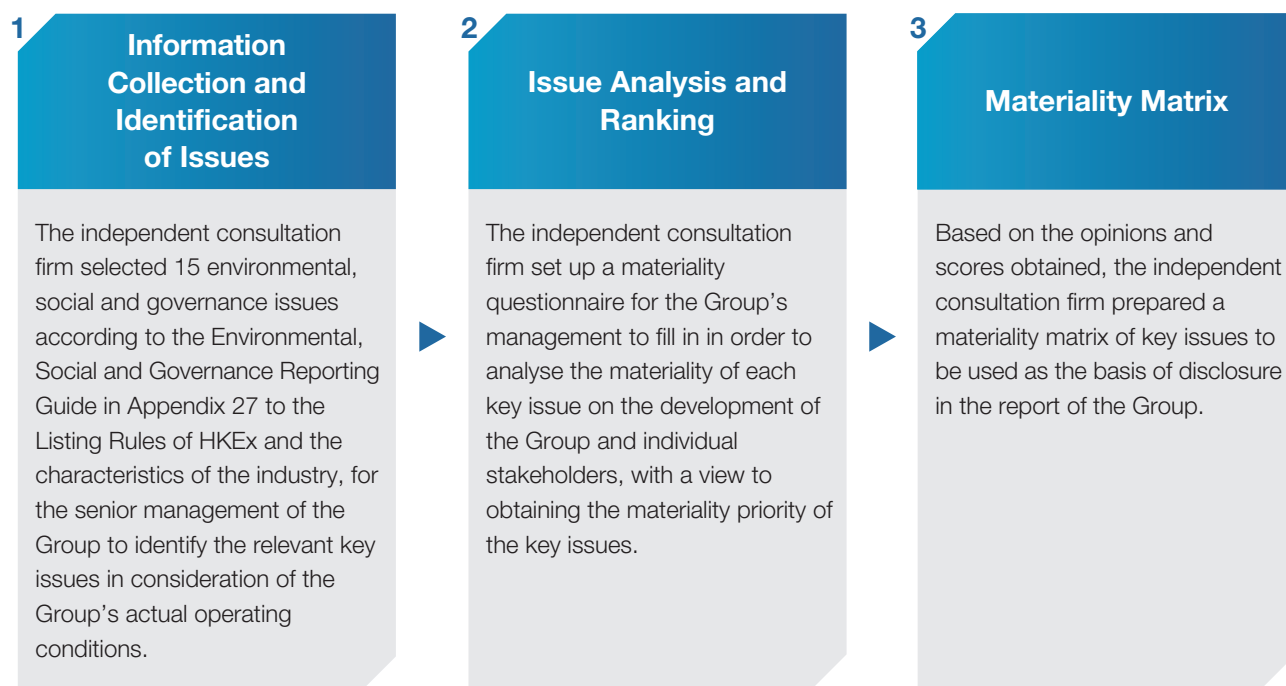 1
Information
Collection and
Identification
of Issues
The independent consultation
firm selected 15 environmental,
social and governance issues
according to the Environmental,
Social and Governance Reporting
Guide in Appendix 27 to the
Listing Rules of HKEx and the
characteristics of the industry, for
the senior management of the
Group to identify the relevant key
issues in consideration of the
Group's actual operating
conditions.
2
Issue Analysis and
Ranking
The independent consultation
firm set up a materiality
questionnaire for the Group's
management to fill in in order to
analyse the materiality of each
key issue on the development of
the Group and individual
stakeholders, with a view to
obtaining the materiality priority of
the key issues.
3
Materiality Matrix
Based on the opinions and
scores obtained, the independent
consultation firm prepared a
materiality matrix of key issues to
be used as the basis of disclosure
in the report of the Group.